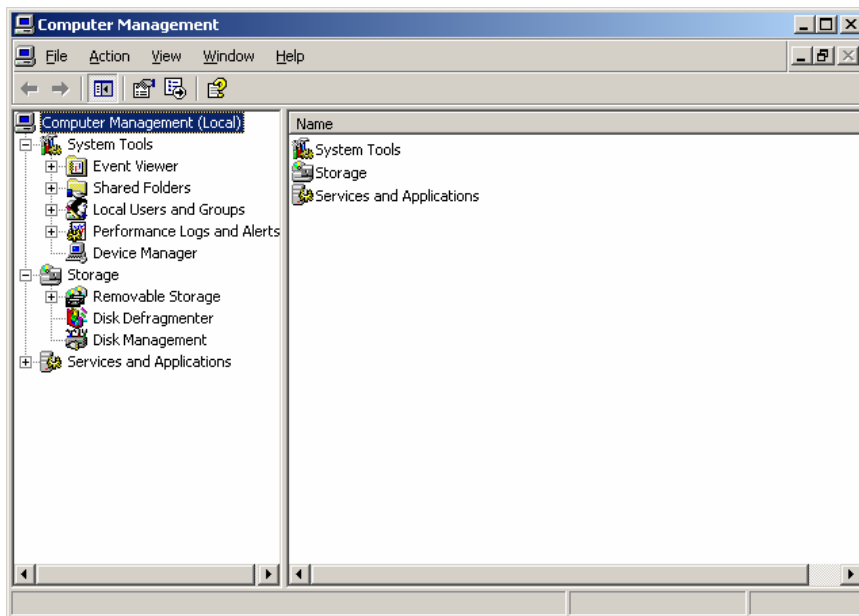 Computer Management
File Action View Window Help
Computer Management (Local)
System Tools
Event Viewer
Shared Folders
Local Users and Groups
Performance Logs and Alerts
Device Manager
Storage
Removable Storage
Disk Defragmenter
Disk Management
Services and Applications
Name
System Tools
Storage
Services and Applications